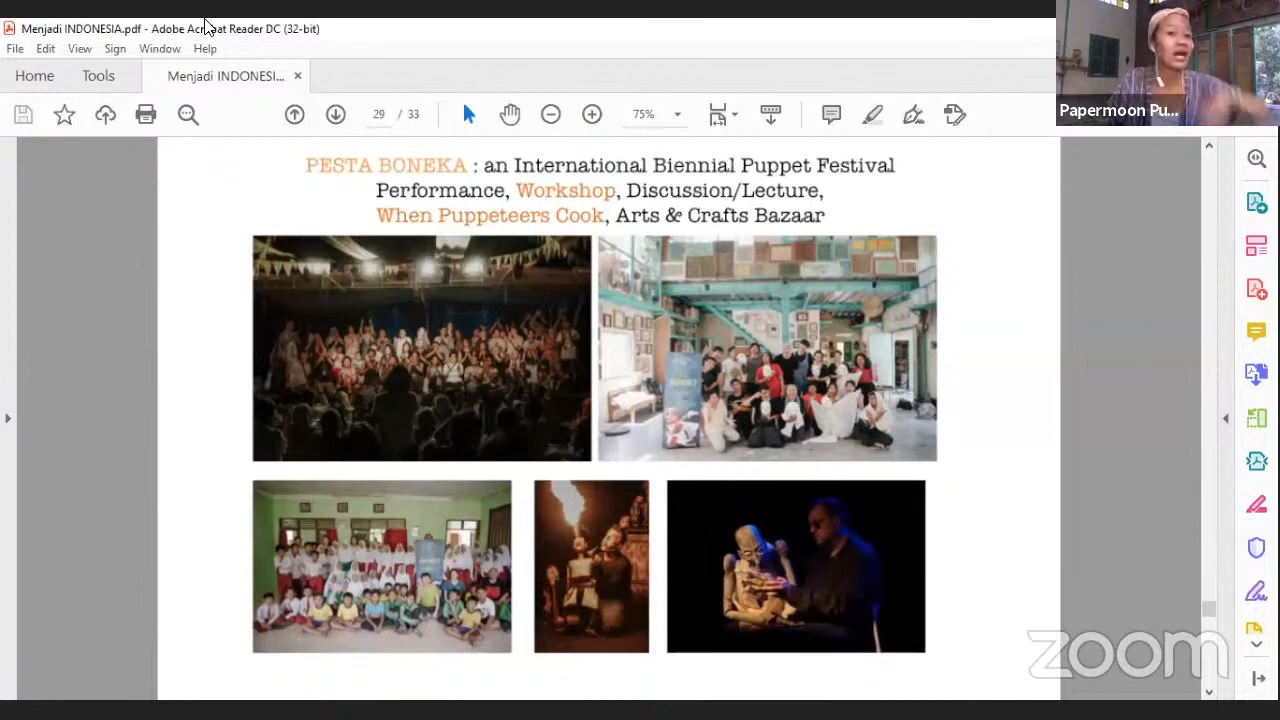 Menjadi INDONESIA.pdf - Adobe Acrobat Reader DC (32-bit)
File Edit View Sign Window Help
Home Tools Menjadi INDONESI... ×
29 / 33 75%
Papermoon Pu...
PESTA BONEKA : an International Biennial Puppet Festival
Performance, Workshop, Discussion/Lecture,
When Puppeteers Cook, Arts & Crafts Bazaar
zoom